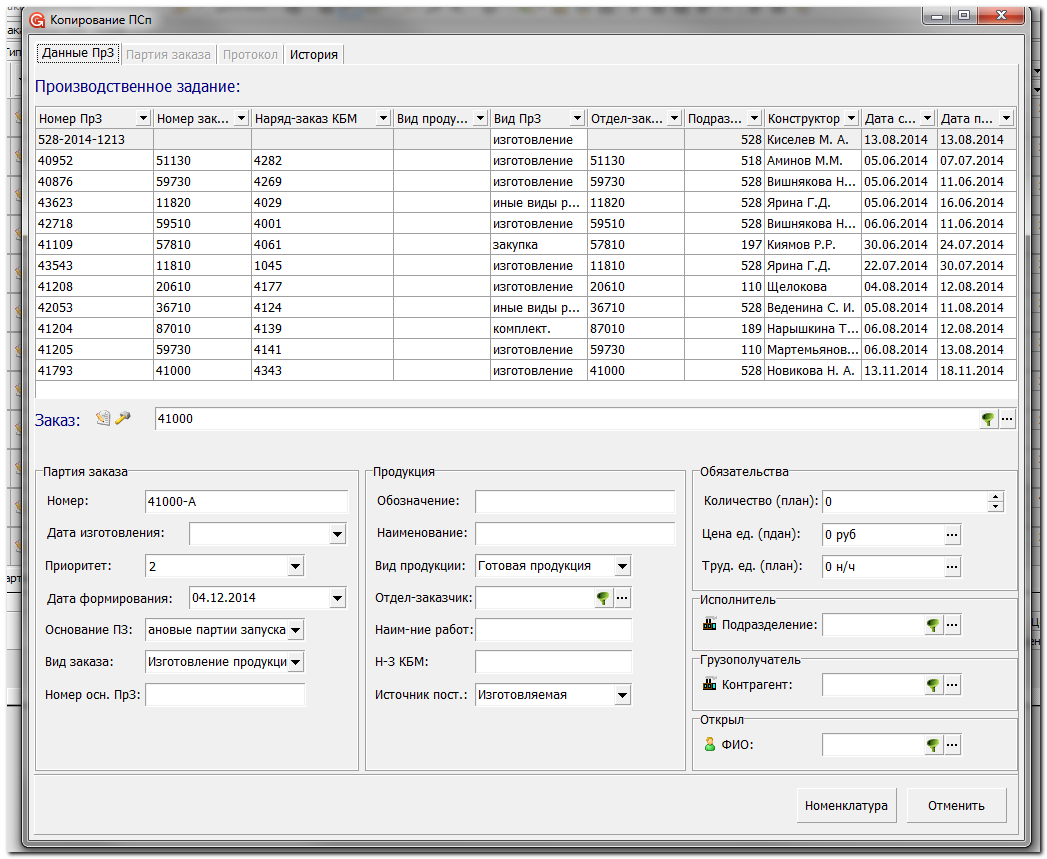 Копирование ПСп
Данные ПрЗ Партия заказа Протокол История
Производственное задание:
Номер ПрЗ Номер зак... Наряд-заказ КБМ Вид проду... Вид ПрЗ Отдел-зак... Подраз... Конструктор Дата с... Дата п...
528-2014-1213 изготовление 528 Киселев М. А. 13.08.2014 13.08.2014
40952 51130 4282 изготовление 51130 518 Аминов М.М. 05.06.2014 07.07.2014
40876 59730 4269 изготовление 59730 528 Вишнякова Н... 05.06.2014 11.06.2014
43623 11820 4029 иные виды р... 11820 528 Ярина Г.Д. 05.06.2014 16.06.2014
42718 59510 4001 изготовление 59510 528 Вишнякова Н... 06.06.2014 11.06.2014
41109 57810 4061 закупка 57810 197 Киямов Р.Р. 30.06.2014 24.07.2014
43543 11810 1045 изготовление 11810 528 Ярина Г.Д. 22.07.2014 30.07.2014
41208 20610 4177 изготовление 20610 110 Щелокова 04.08.2014 12.08.2014
42053 36710 4124 иные виды р... 36710 528 Веденина С. И. 05.08.2014 11.08.2014
41204 87010 4139 комплект. 87010 189 Нарышкина Т... 06.08.2014 12.08.2014
41205 59730 4141 изготовление 59730 110 Мартемьянов... 06.08.2014 13.08.2014
41793 41000 4343 изготовление 41000 528 Новикова Н. А. 13.11.2014 18.11.2014
Заказ: 41000 ...
Партия заказа
Номер: 41000-А
Дата изготовления:
Приоритет: 2
Дата формирования: 04.12.2014
Основание ПЗ: ановые партии запуска
Вид заказа: Изготовление продукци
Номер осн. ПрЗ:
Продукция
Обозначение:
Наименование:
Вид продукции: Готовая продукция
Отдел-заказчик: ...
Наим-ние работ:
Н-З КБМ:
Источник пост.: Изготовляемая
Обязательства
Количество (план): 0
Цена ед. (пдан): 0 руб ...
Труд. ед. (план): 0 н/ч ...
Исполнитель
Подразделение: ...
Грузополучатель
Контрагент: ...
Открыл
ФИО: ...
Номенклатура Отменить